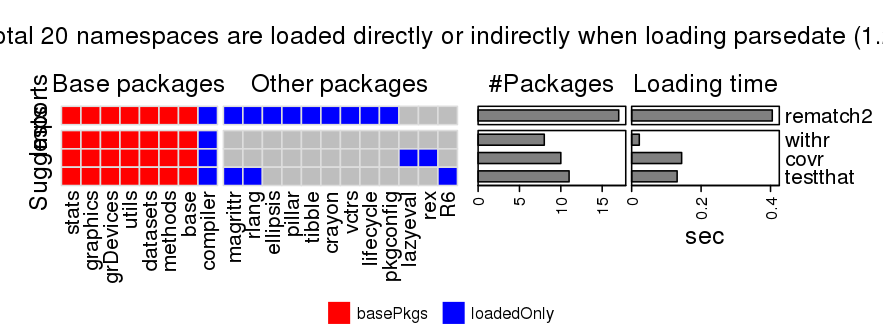 otal 20 namespaces are loaded directly or indirectly when loading parsedate (1..
Base packages Other packages #Packages Loading time
rematch2
withr
covr
testthat
Suggests
stats
graphics
grDevices
utils
datasets
methods
base
compiler
magrittr
rlang
ellipsis
pillar
tibble
crayon
vctrs
lifecycle
pkgconfig
lazyeval
rex
R6
0 5 10 15
0 0.2 0.4
sec
basePkgs loadedOnly